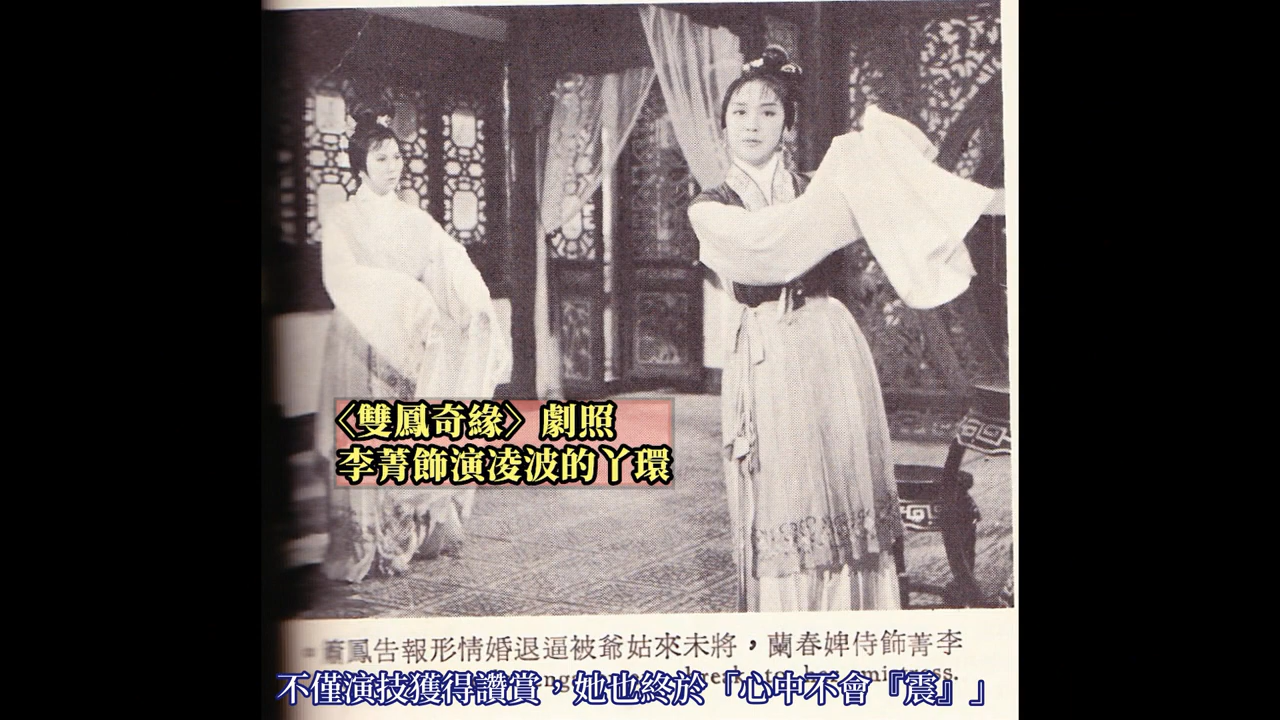 〈雙鳳奇緣〉劇照
李菁飾演凌波的丫環
李菁飾侍婢春蘭，將未來姑爺被逼退婚情形報告鳳
mistress.
不僅演技獲得讚賞，她也終於「心中不會『震』」